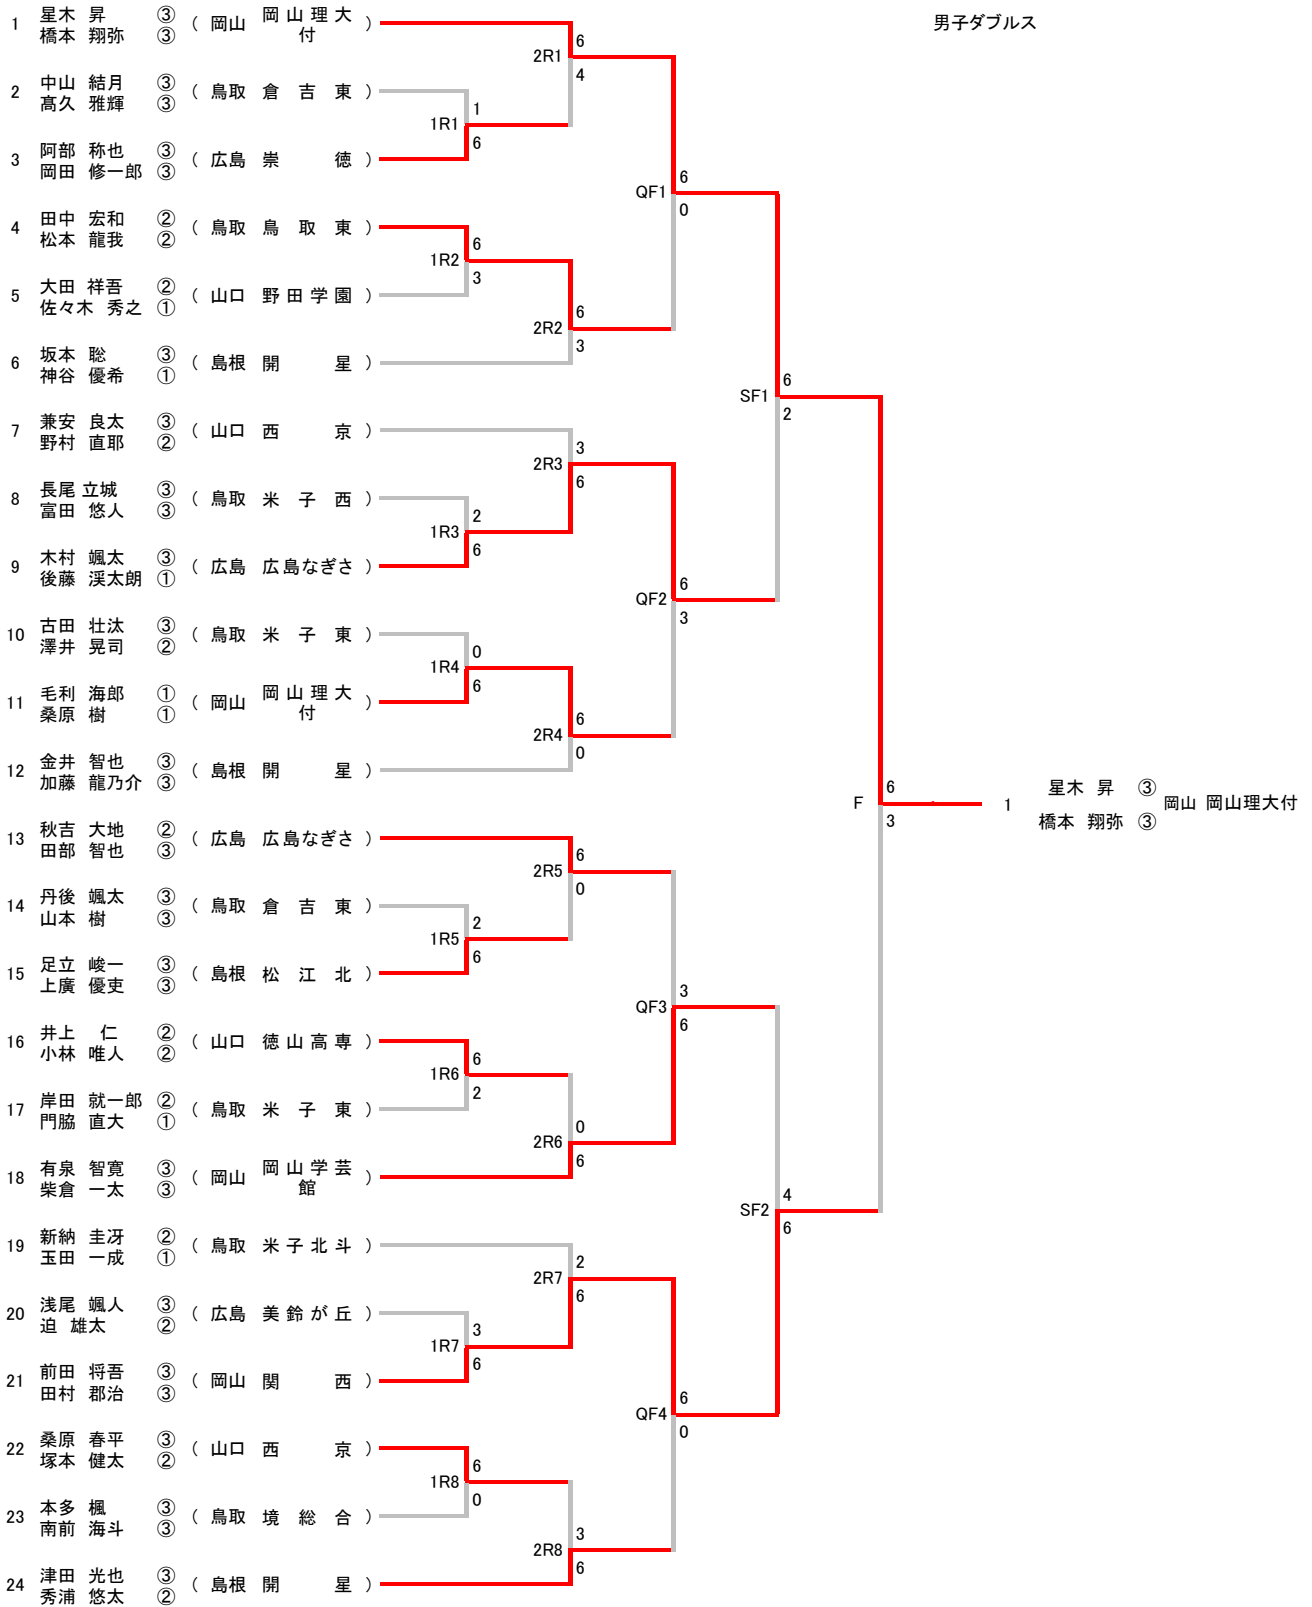 男子ダブルス
1 星木 昇 ③ 橋本 翔弥 ③ ( 岡山 岡山理大付 )
2 中山 結月 ③ 髙久 雅輝 ③ ( 鳥取 倉吉東 )
3 阿部 称也 ③ 岡田 修一郎 ③ ( 広島 崇徳 )
4 田中 宏和 ② 松本 龍我 ② ( 鳥取 鳥取東 )
5 大田 祥吾 ② 佐々木 秀之 ① ( 山口 野田学園 )
6 坂本 聡 ③ 神谷 優希 ① ( 島根 開星 )
7 兼安 良太 ③ 野村 直耶 ② ( 山口 西京 )
8 長尾 立城 ③ 富田 悠人 ③ ( 鳥取 米子西 )
9 木村 颯太 ③ 後藤 渓太朗 ① ( 広島 広島なぎさ )
10 古田 壮汰 ③ 澤井 晃司 ② ( 鳥取 米子東 )
11 毛利 海郎 ① 桑原 樹 ① ( 岡山 岡山理大付 )
12 金井 智也 ③ 加藤 龍乃介 ③ ( 島根 開星 )
13 秋吉 大地 ② 田部 智也 ③ ( 広島 広島なぎさ )
14 丹後 颯太 ③ 山本 樹 ③ ( 鳥取 倉吉東 )
15 足立 峻一 ③ 上廣 優吏 ③ ( 島根 松江北 )
16 井上 仁 ② 小林 唯人 ② ( 山口 徳山高専 )
17 岸田 就一郎 ② 門脇 直大 ① ( 鳥取 米子東 )
18 有泉 智寛 ③ 柴倉 一太 ③ ( 岡山 岡山学芸館 )
19 新納 圭冴 ② 玉田 一成 ① ( 鳥取 米子北斗 )
20 浅尾 颯人 ③ 迫 雄太 ② ( 広島 美鈴が丘 )
21 前田 将吾 ③ 田村 郡治 ③ ( 岡山 関西 )
22 桑原 春平 ③ 塚本 健太 ② ( 山口 西京 )
23 本多 楓 ③ 南前 海斗 ③ ( 鳥取 境総合 )
24 津田 光也 ③ 秀浦 悠太 ② ( 島根 開星 )
1R1 1 6
1R2 6 3
1R3 2 6
1R4 0 6
1R5 2 6
1R6 6 2
1R7 3 6
1R8 6 0
2R1 6 4
2R2 6 3
2R3 3 6
2R4 6 0
2R5 6 0
2R6 0 6
2R7 2 6
2R8 3 6
QF1 6 0
QF2 6 3
QF3 3 6
QF4 6 0
SF1 6 2
SF2 4 6
F 6 3
1 星木 昇 ③ 橋本 翔弥 ③ 岡山 岡山理大付